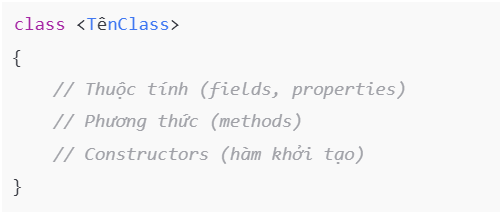 class <TênClass>
{
// Thuộc tính (fields, properties)
// Phương thức (methods)
// Constructors (hàm khởi tạo)
}